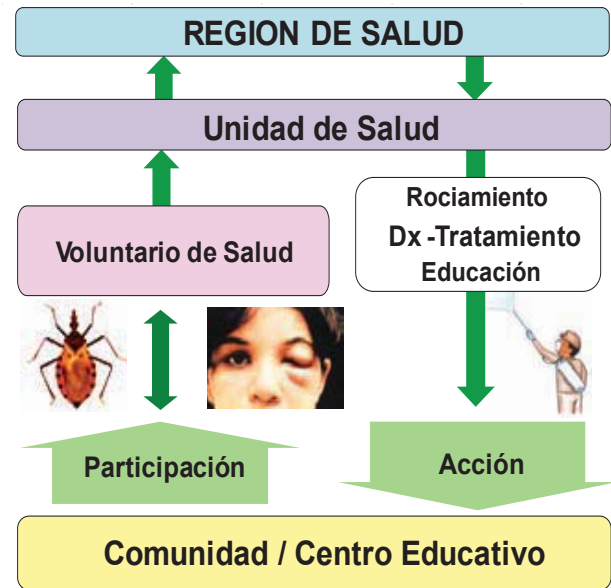 REGION DE SALUD
Unidad de Salud
Voluntario de Salud
Rociamiento
Dx -Tratamiento
Educación
Participación
Acción
Comunidad / Centro Educativo